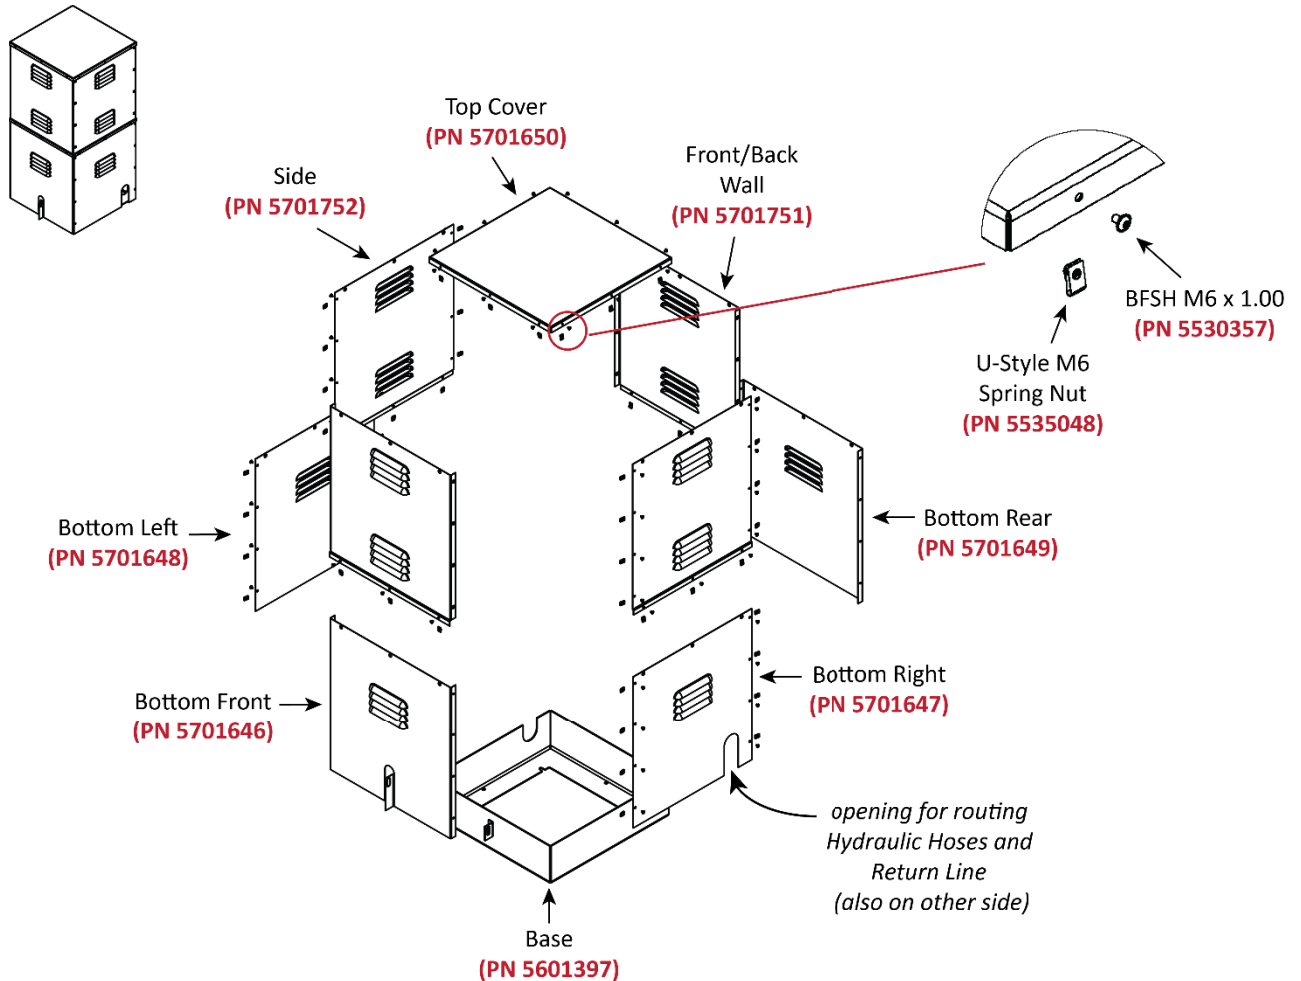 Top Cover
(PN 5701650)
Side
(PN 5701752)
Front/Back
Wall
(PN 5701751)
BFSH M6 x 1.00
(PN 5530357)
U-Style M6
Spring Nut
(PN 5535048)
Bottom Left
(PN 5701648)
Bottom Rear
(PN 5701649)
Bottom Front
(PN 5701646)
Bottom Right
(PN 5701647)
opening for routing
Hydraulic Hoses and
Return Line
(also on other side)
Base
(PN 5601397)